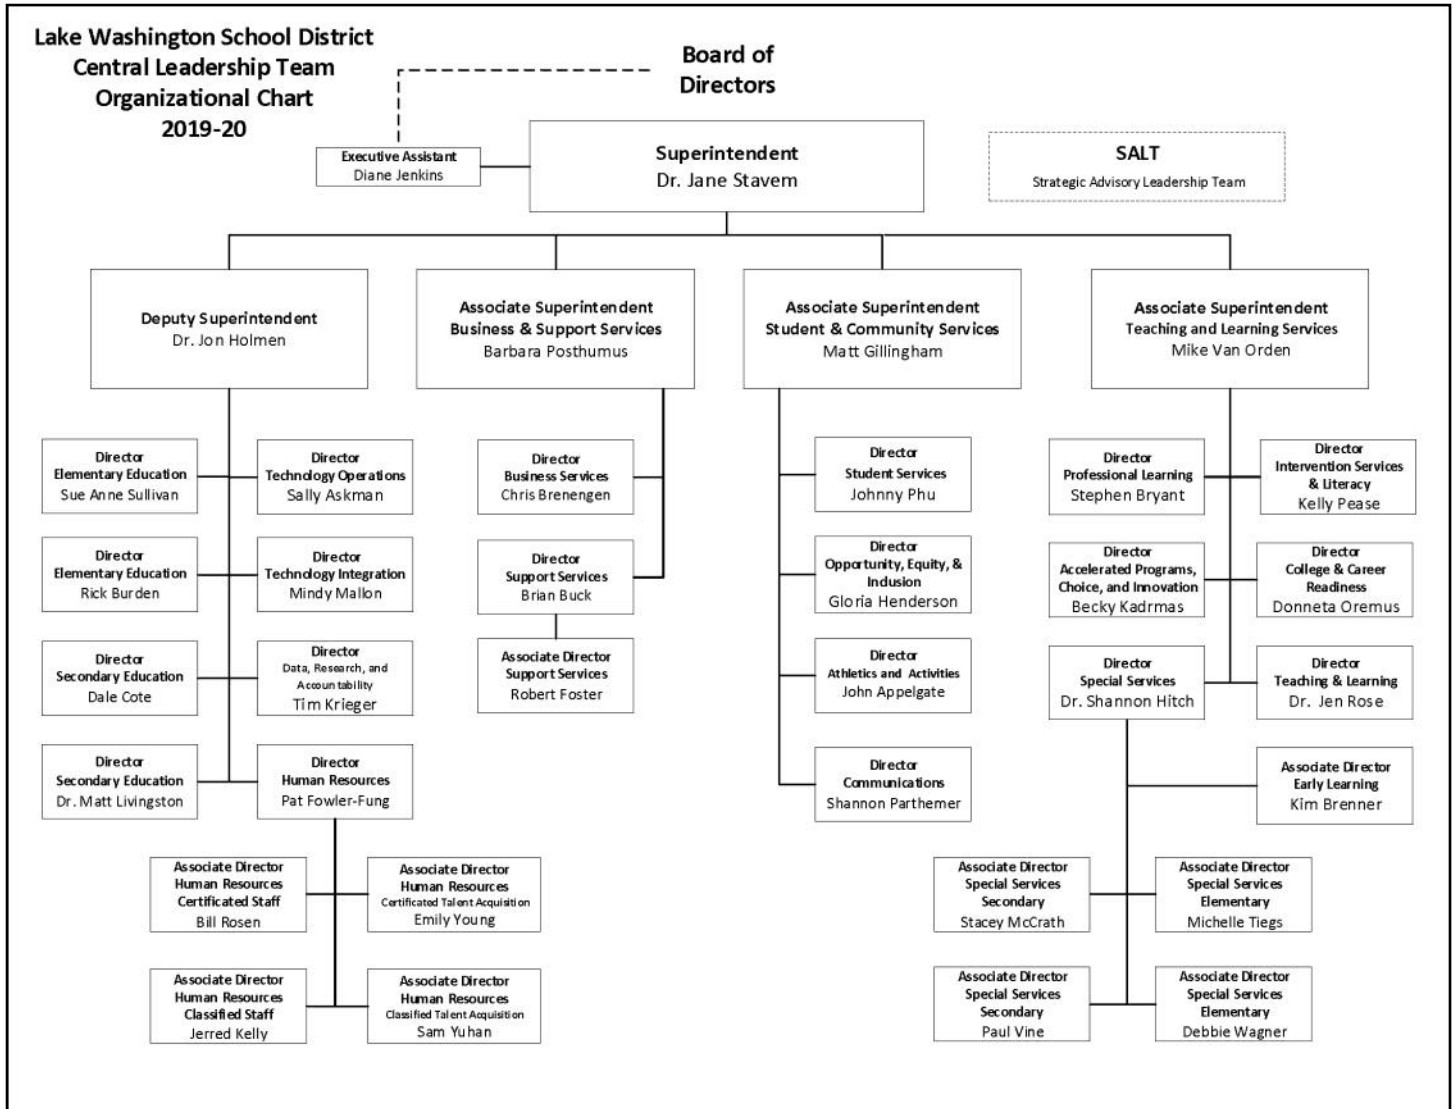 Lake Washington School District
Central Leadership Team
Organizational Chart
2019-20
Board of
Directors
Executive Assistant
Diane Jenkins
Superintendent
Dr. Jane Stavem
SALT
Strategic Advisory Leadership Team
Deputy Superintendent
Dr. Jon Holmen
Associate Superintendent
Business & Support Services
Barbara Posthumus
Associate Superintendent
Student & Community Services
Matt Gillingham
Associate Superintendent
Teaching and Learning Services
Mike Van Orden
Director
Elementary Education
Sue Anne Sullivan
Director
Technology Operations
Sally Askman
Director
Business Services
Chris Brenengen
Director
Student Services
Johnny Phu
Director
Professional Learning
Stephen Bryant
Director
Intervention Services
& Literacy
Kelly Pease
Director
Elementary Education
Rick Burden
Director
Technology Integration
Mindy Mallon
Director
Support Services
Brian Buck
Director
Opportunity, Equity, &
Inclusion
Gloria Henderson
Director
Accelerated Programs,
Choice, and Innovation
Becky Kadrmas
Director
College & Career
Readiness
Donneta Oremus
Director
Secondary Education
Dale Cote
Director
Data, Research, and
Accountability
Tim Krieger
Associate Director
Support Services
Robert Foster
Director
Athletics and Activities
John Appelgate
Director
Special Services
Dr. Shannon Hitch
Director
Teaching & Learning
Dr. Jen Rose
Director
Secondary Education
Dr. Matt Livingston
Director
Human Resources
Pat Fowler-Fung
Director
Communications
Shannon Parthemer
Associate Director
Early Learning
Kim Brenner
Associate Director
Human Resources
Certificated Staff
Bill Rosen
Associate Director
Human Resources
Certificated Talent Acquisition
Emily Young
Associate Director
Special Services
Secondary
Stacey McCrath
Associate Director
Special Services
Elementary
Michelle Tiegs
Associate Director
Human Resources
Classified Staff
Jerred Kelly
Associate Director
Human Resources
Classified Talent Acquisition
Sam Yuhan
Associate Director
Special Services
Secondary
Paul Vine
Associate Director
Special Services
Elementary
Debbie Wagner